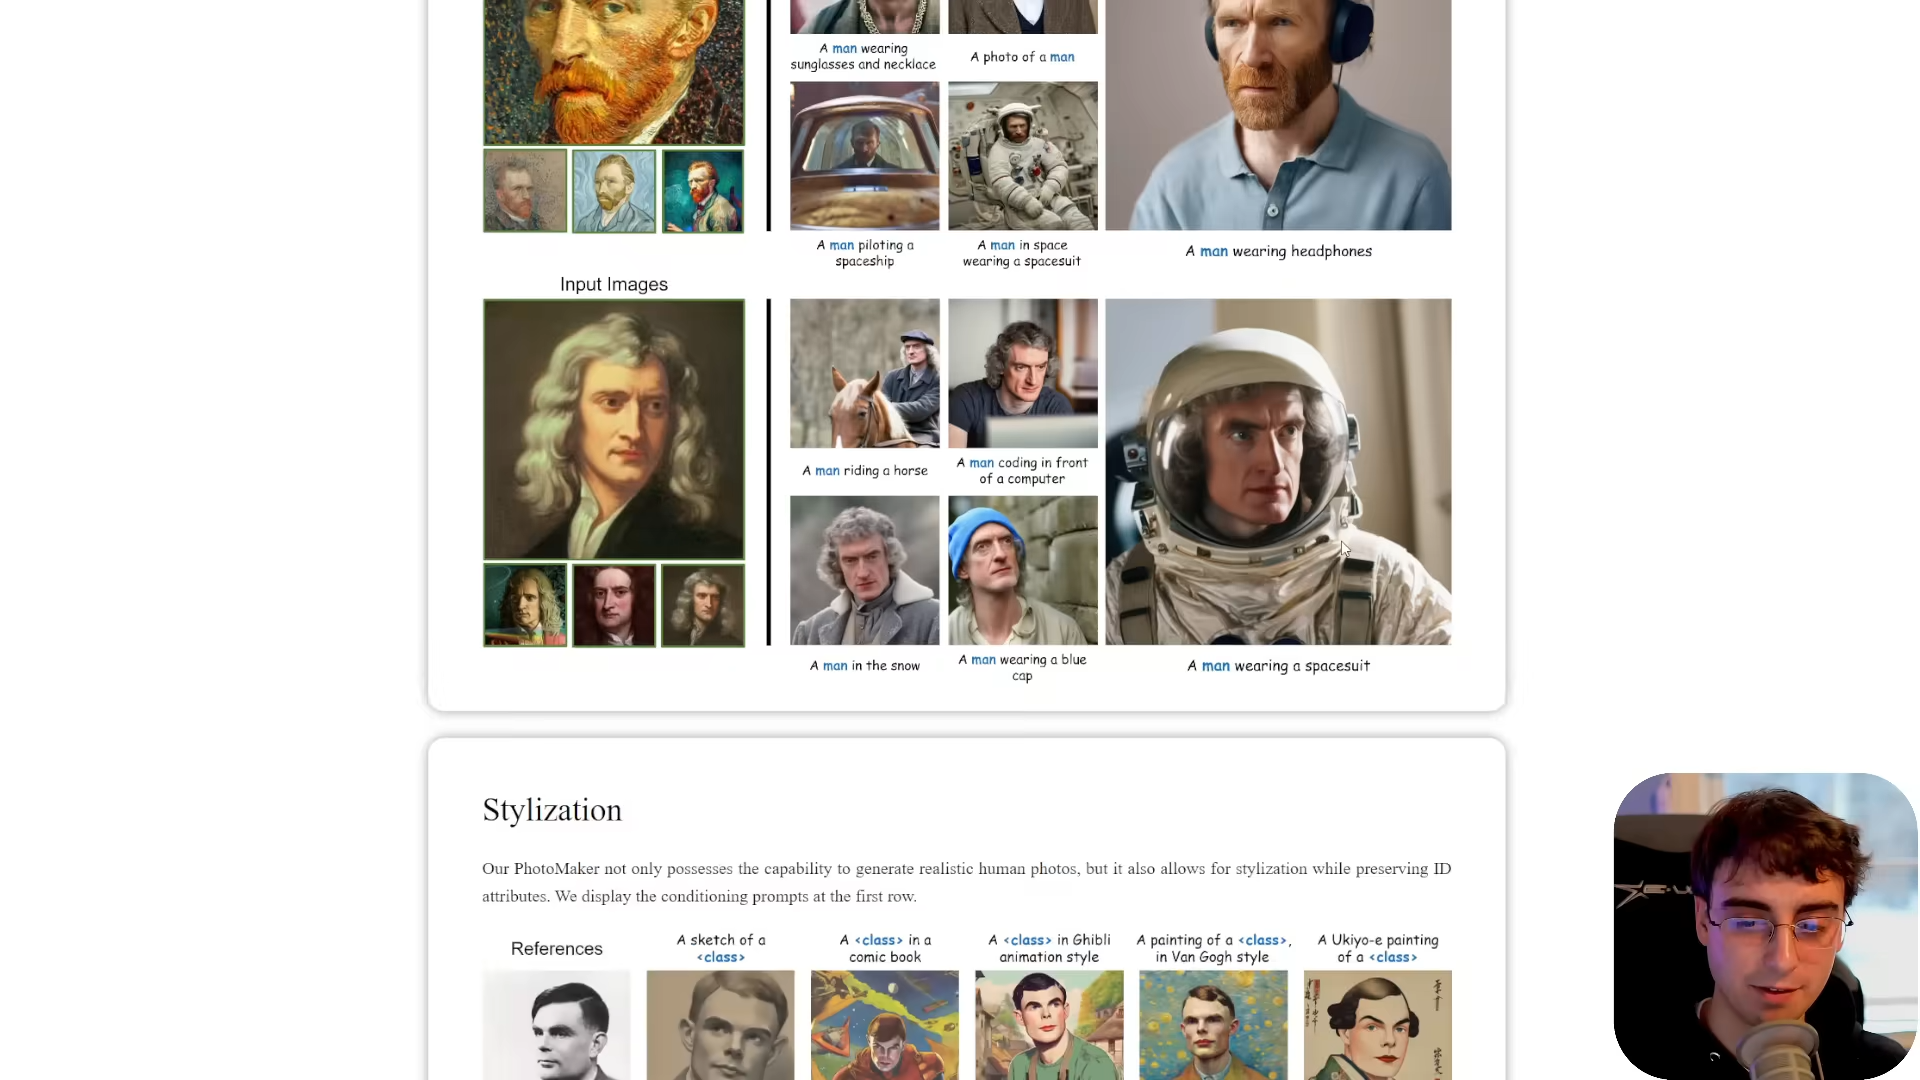 A man wearing
sunglasses and necklace
A photo of a man
A man piloting a
spaceship
A man in space
wearing a spacesuit
A man wearing headphones
Input Images
A man riding a horse
A man coding in front
of a computer
A man in the snow
A man wearing a blue
cap
A man wearing a spacesuit
Stylization
Our PhotoMaker not only possesses the capability to generate realistic human photos, but it also allows for stylization while preserving ID
attributes. We display the conditioning prompts at the first row.
References
A sketch of a
<class>
A <class> in a
comic book
A <class> in Ghibli
animation style
A painting of a <class>,
in Van Gogh style
A Ukiyo-e painting
of a <class>